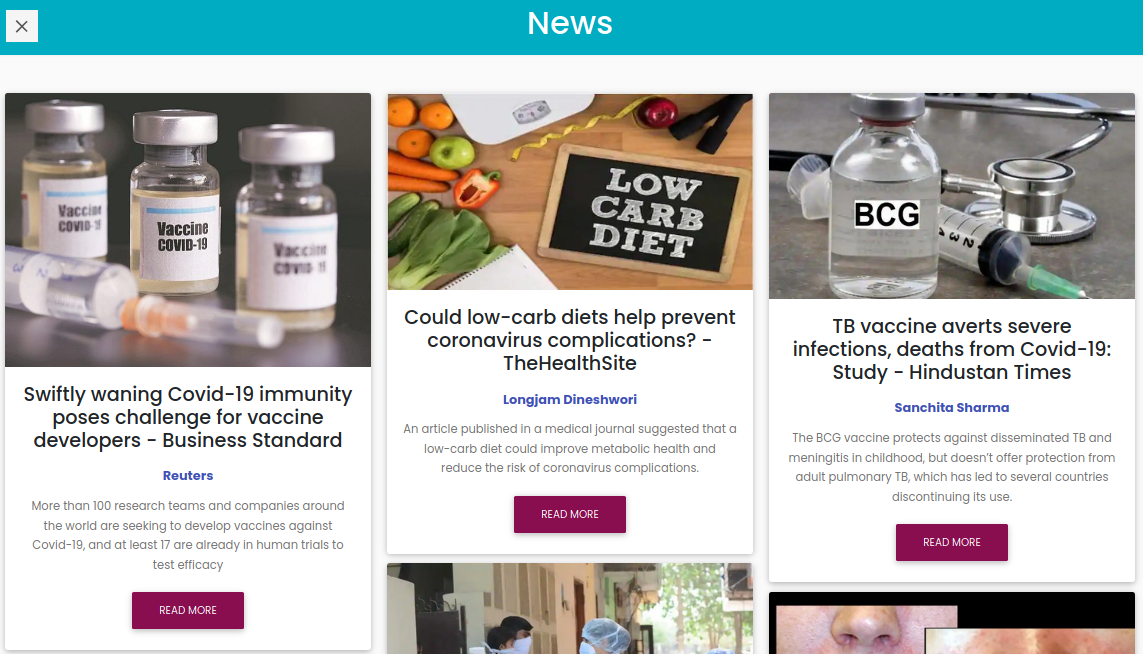 News
Vaccine
COVID-19
Vaccine
COVID-19
Vaccine
Swiftly waning Covid-19 immunity
poses challenge for vaccine
developers - Business Standard
Reuters
More than 100 research teams and companies around
the world are seeking to develop vaccines against
Covid-19, and at least 17 are already in human trials to
test efficacy
READ MORE
LOW
CARB
DIET
Could low-carb diets help prevent
coronavirus complications? -
TheHealthSite
Longjam Dineshwori
An article published in a medical journal suggested that a
low-carb diet could improve metabolic health and
reduce the risk of coronavirus complications.
READ MORE
BCG
TB vaccine averts severe
infections, deaths from Covid-19:
Study - Hindustan Times
Sanchita Sharma
The BCG vaccine protects against disseminated TB and
meningitis in childhood, but doesn’t offer protection from
adult pulmonary TB, which has led to several countries
discontinuing its use.
READ MORE